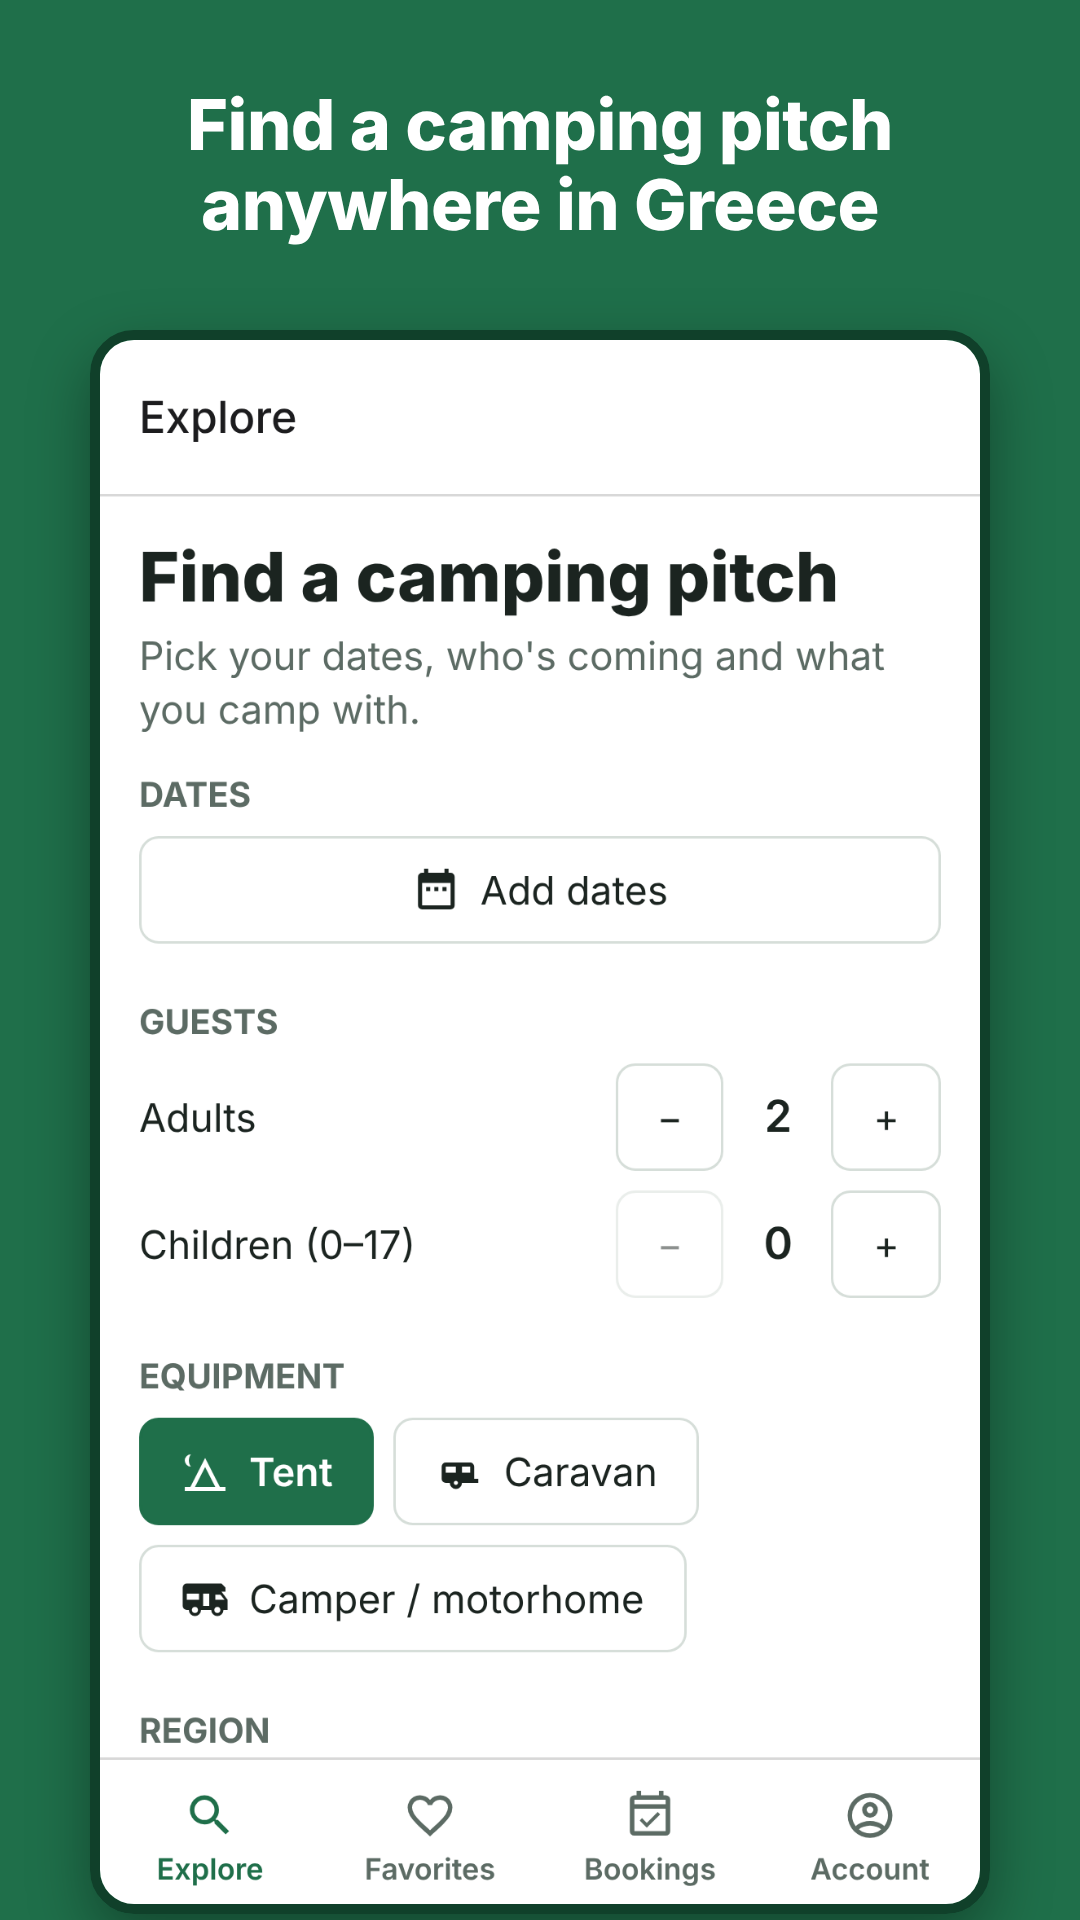 Find a camping pitch
anywhere in Greece
Explore
Find a camping pitch
Pick your dates, who's coming and what
you camp with.
DATES
Add dates
GUESTS
Adults − 2 +
Children (0–17) − 0 +
EQUIPMENT
Tent Caravan
Camper / motorhome
REGION
Explore Favorites Bookings Account